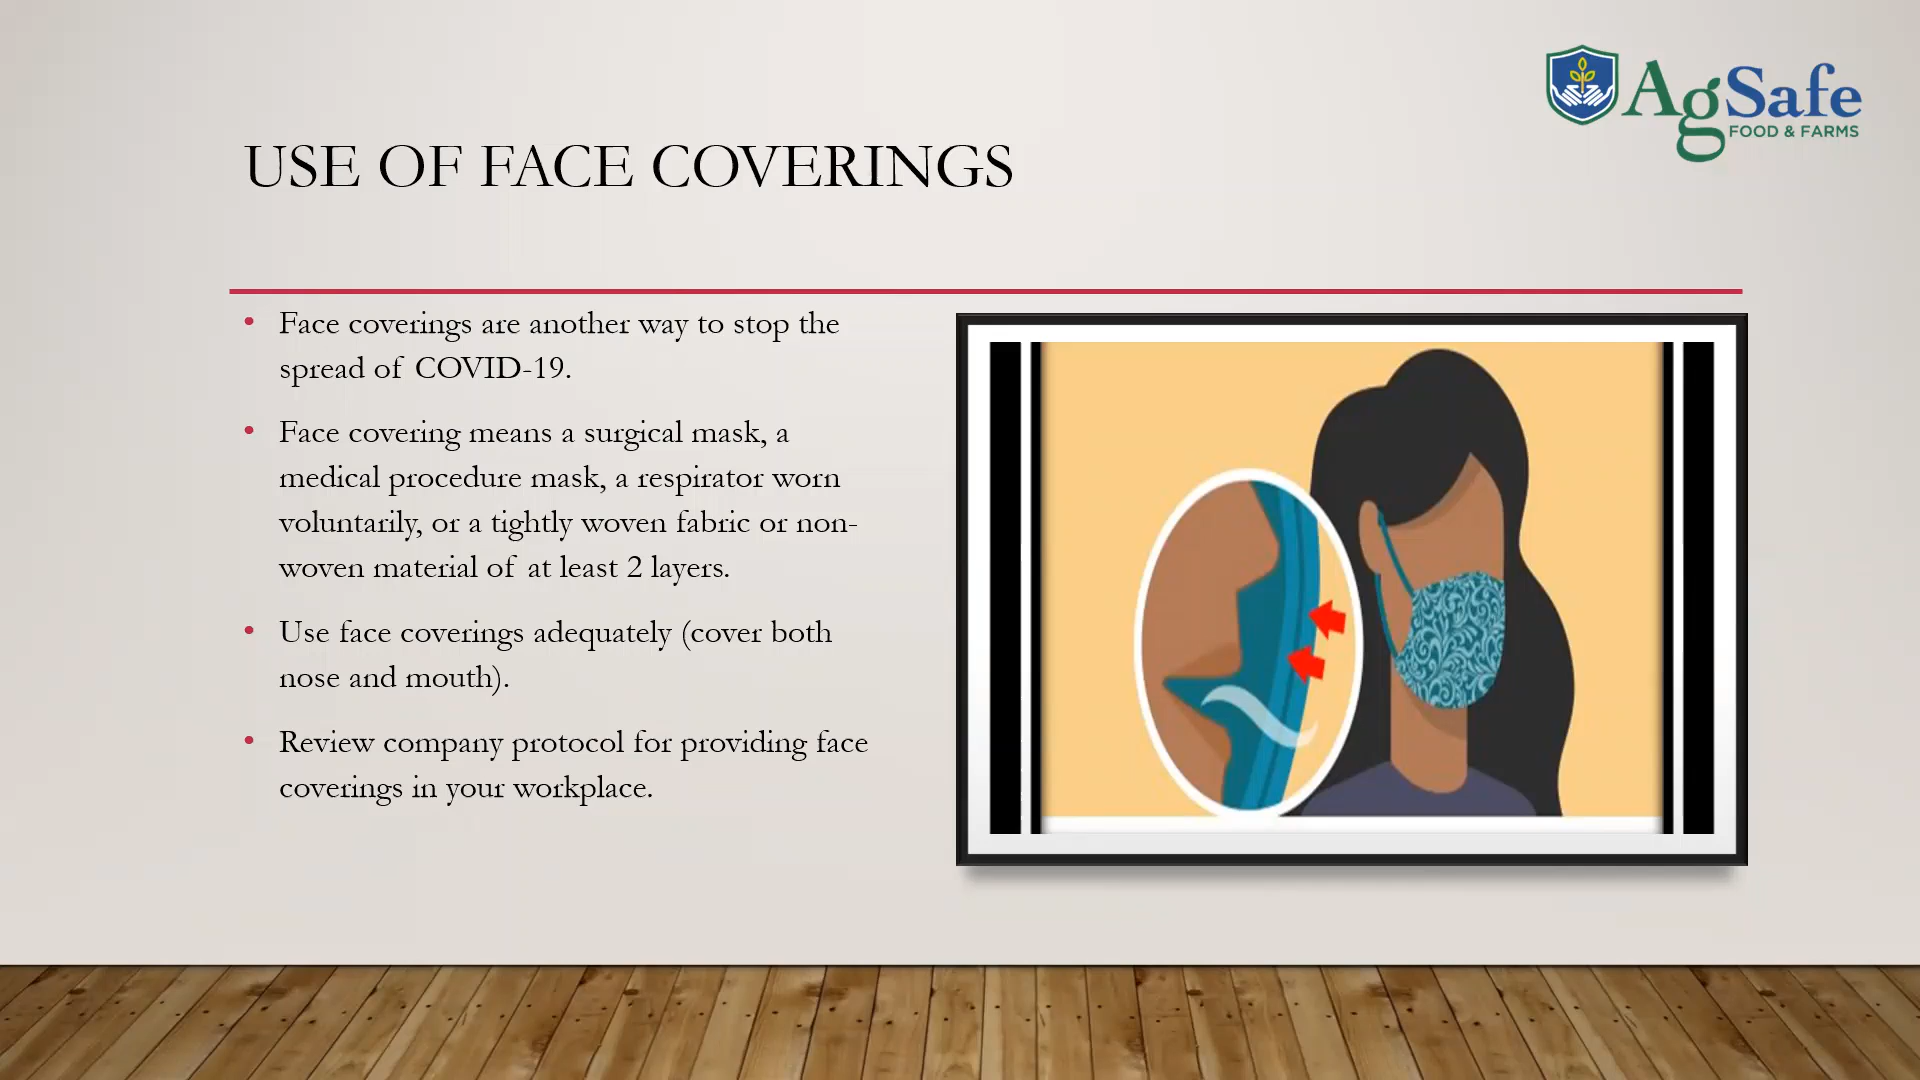 AgSafe
FOOD & FARMS
USE OF FACE COVERINGS
• Face coverings are another way to stop the
spread of COVID-19.
• Face covering means a surgical mask, a
medical procedure mask, a respirator worn
voluntarily, or a tightly woven fabric or non-
woven material of at least 2 layers.
• Use face coverings adequately (cover both
nose and mouth).
• Review company protocol for providing face
coverings in your workplace.